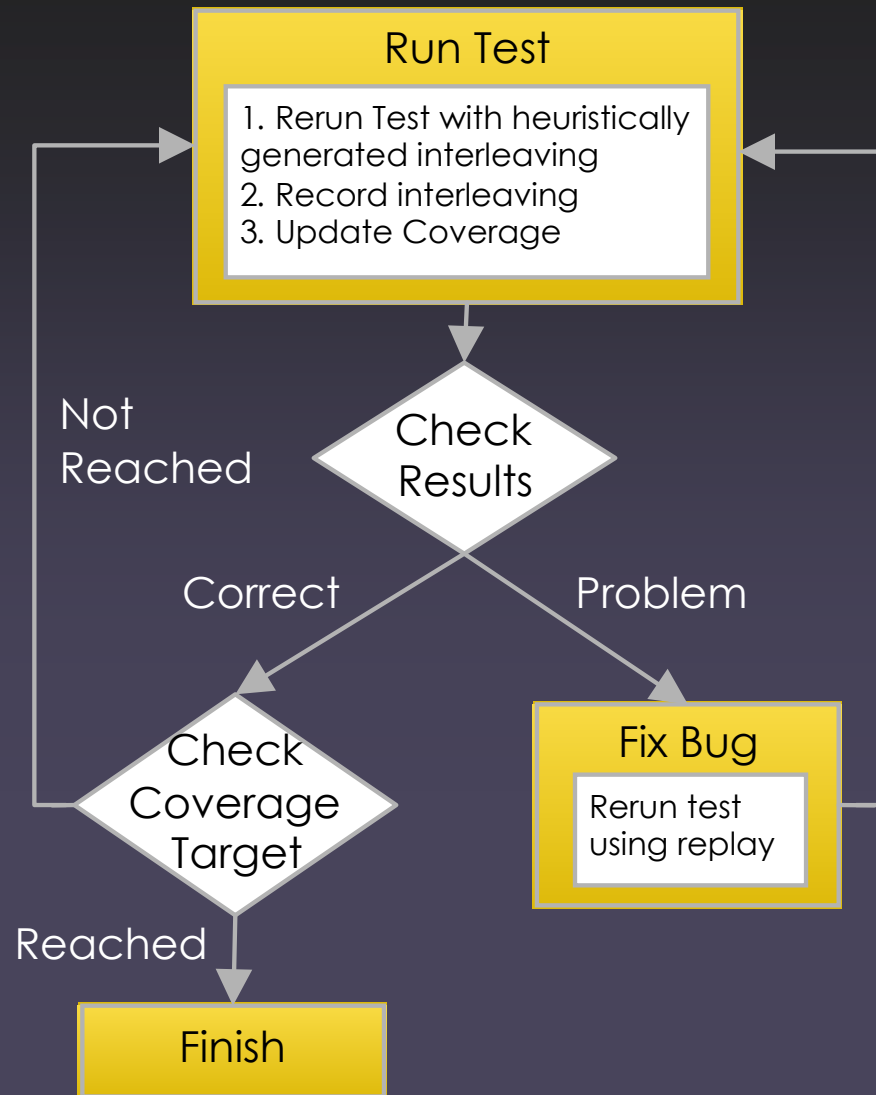 Run Test
1. Rerun Test with heuristically
generated interleaving
2. Record interleaving
3. Update Coverage
Not
Reached
Check
Results
Correct
Problem
Check
Coverage
Target
Fix Bug
Rerun test
using replay
Reached
Finish